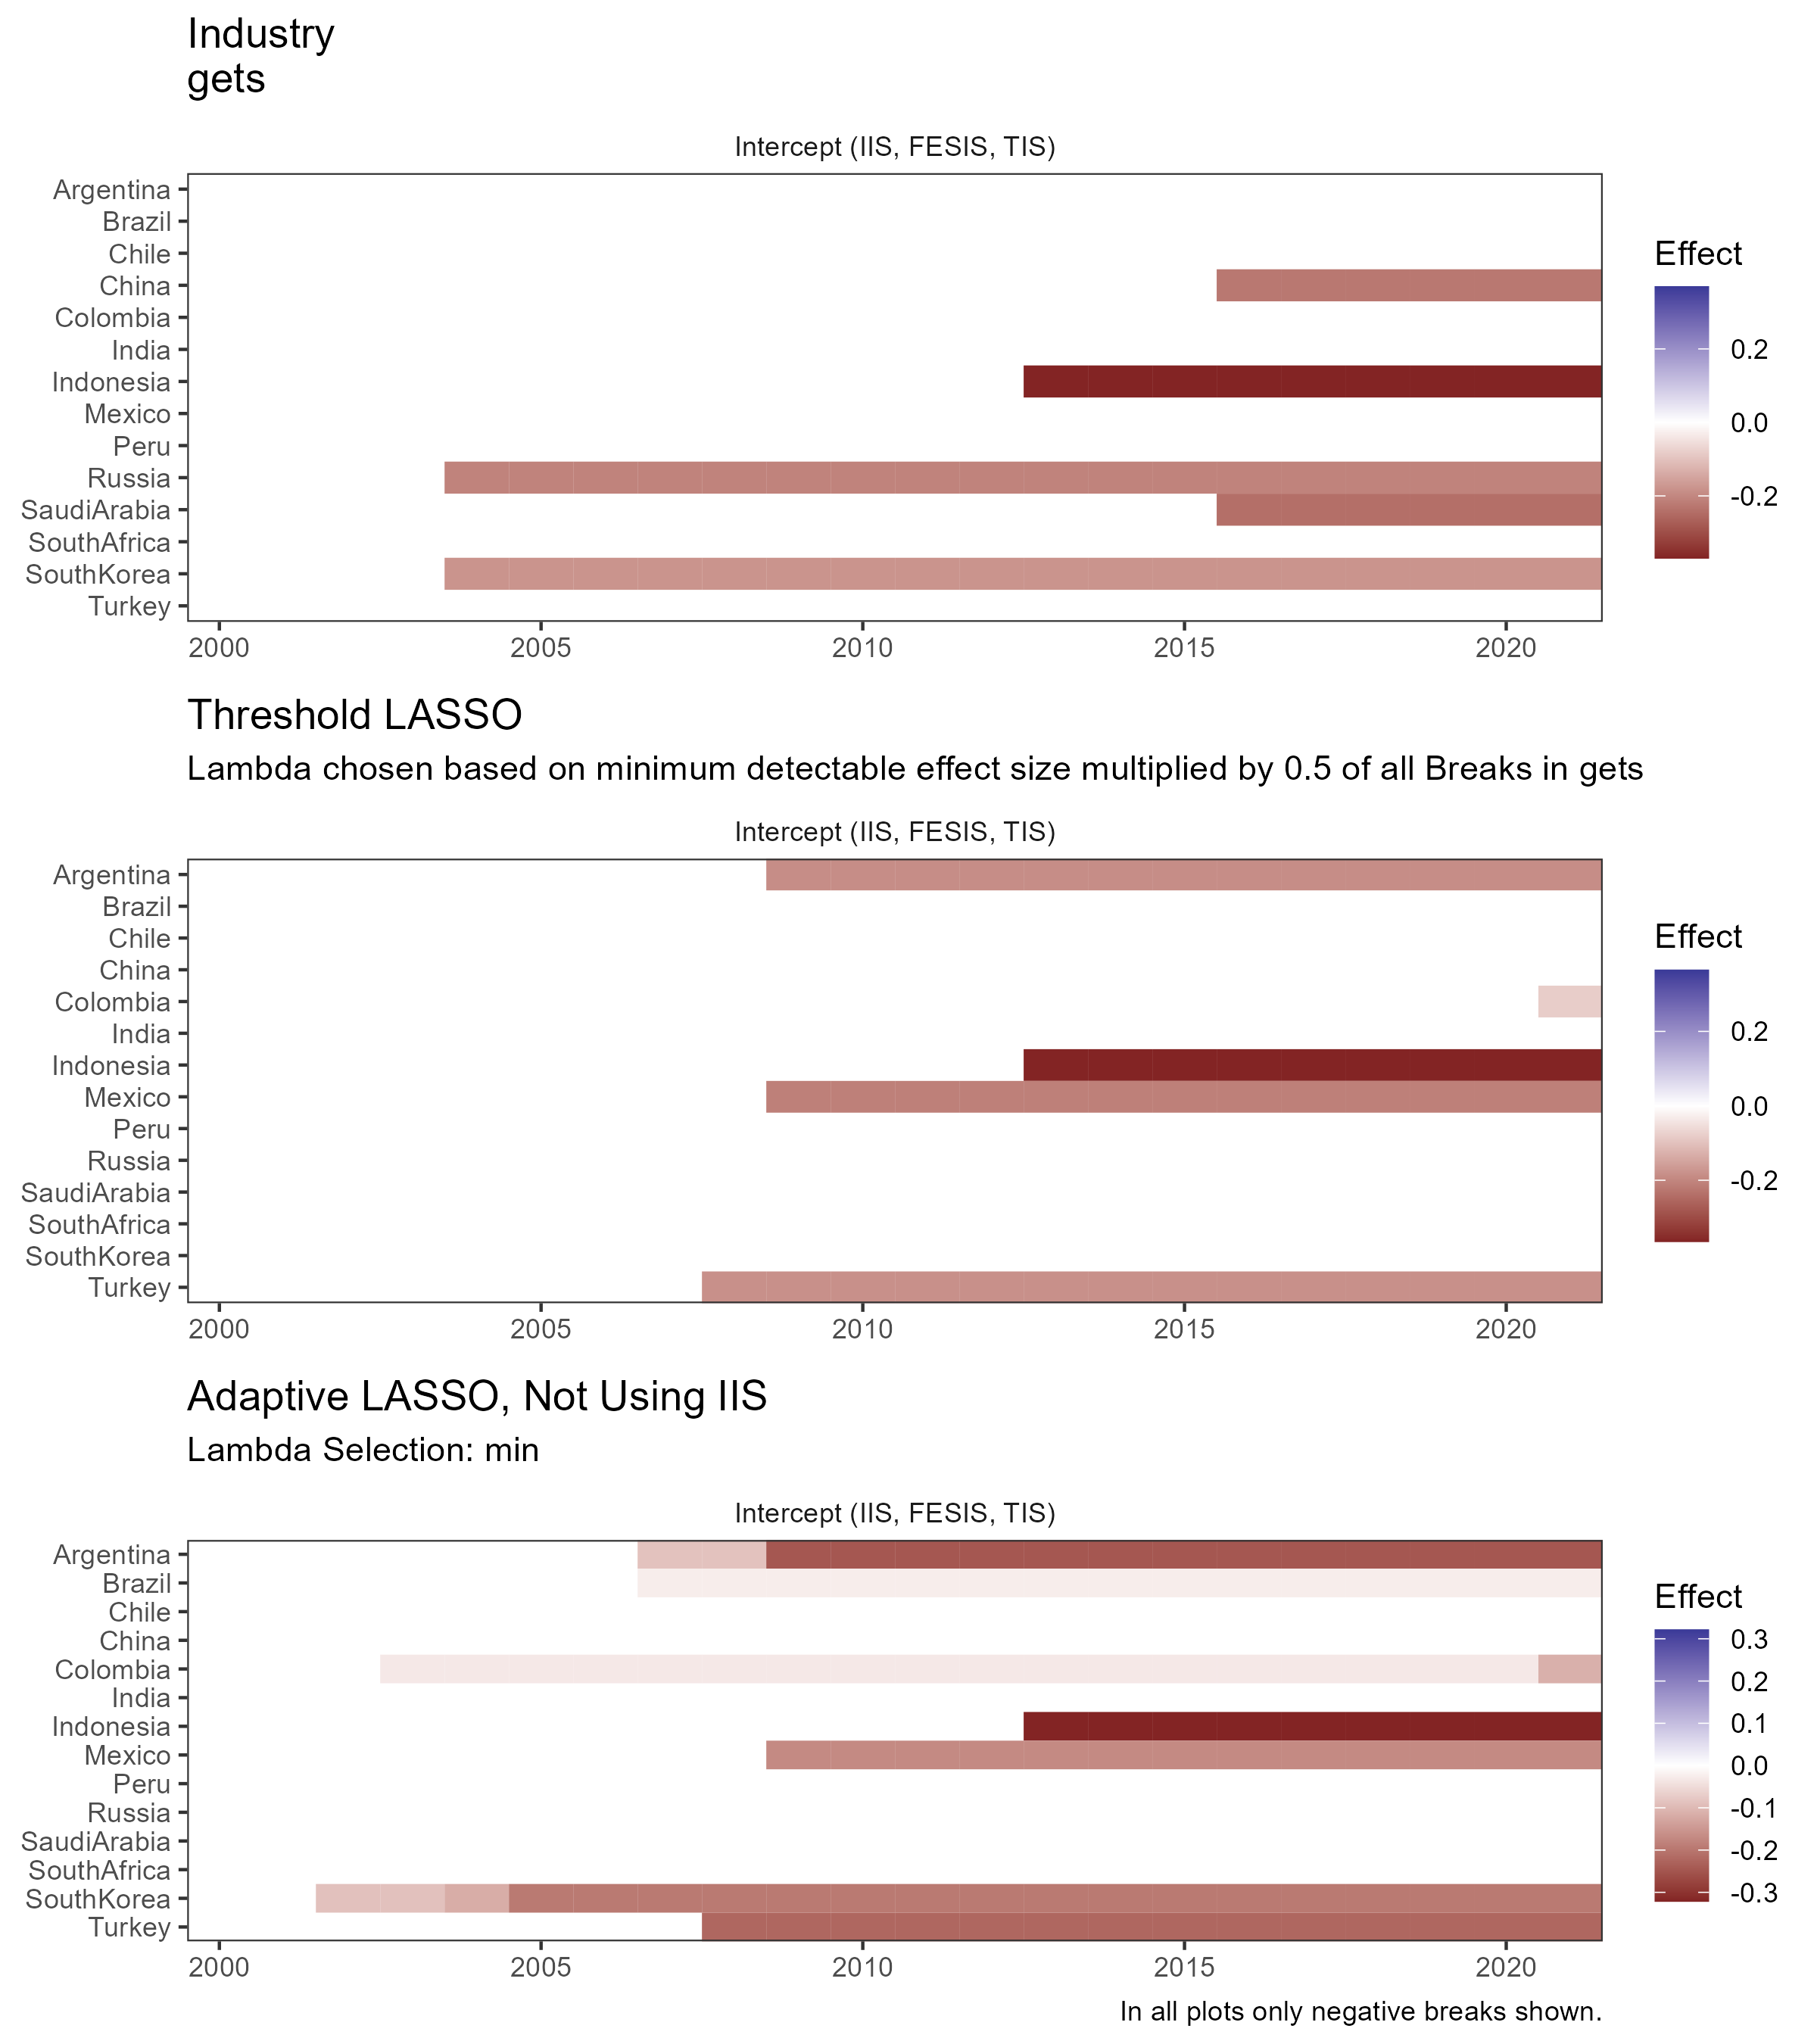 Industry
gets
Intercept (IIS, FESIS, TIS)
Argentina
Brazil
Chile
China
Colombia
India
Indonesia
Mexico
Peru
Russia
SaudiArabia
SouthAfrica
SouthKorea
Turkey
2000 2005 2010 2015 2020
Effect
0.2
0.0
-0.2
Threshold LASSO
Lambda chosen based on minimum detectable effect size multiplied by 0.5 of all Breaks in gets
Intercept (IIS, FESIS, TIS)
Argentina
Brazil
Chile
China
Colombia
India
Indonesia
Mexico
Peru
Russia
SaudiArabia
SouthAfrica
SouthKorea
Turkey
2000 2005 2010 2015 2020
Effect
0.2
0.0
-0.2
Adaptive LASSO, Not Using IIS
Lambda Selection: min
Intercept (IIS, FESIS, TIS)
Argentina
Brazil
Chile
China
Colombia
India
Indonesia
Mexico
Peru
Russia
SaudiArabia
SouthAfrica
SouthKorea
Turkey
2000 2005 2010 2015 2020
Effect
0.3
0.2
0.1
0.0
-0.1
-0.2
-0.3
In all plots only negative breaks shown.